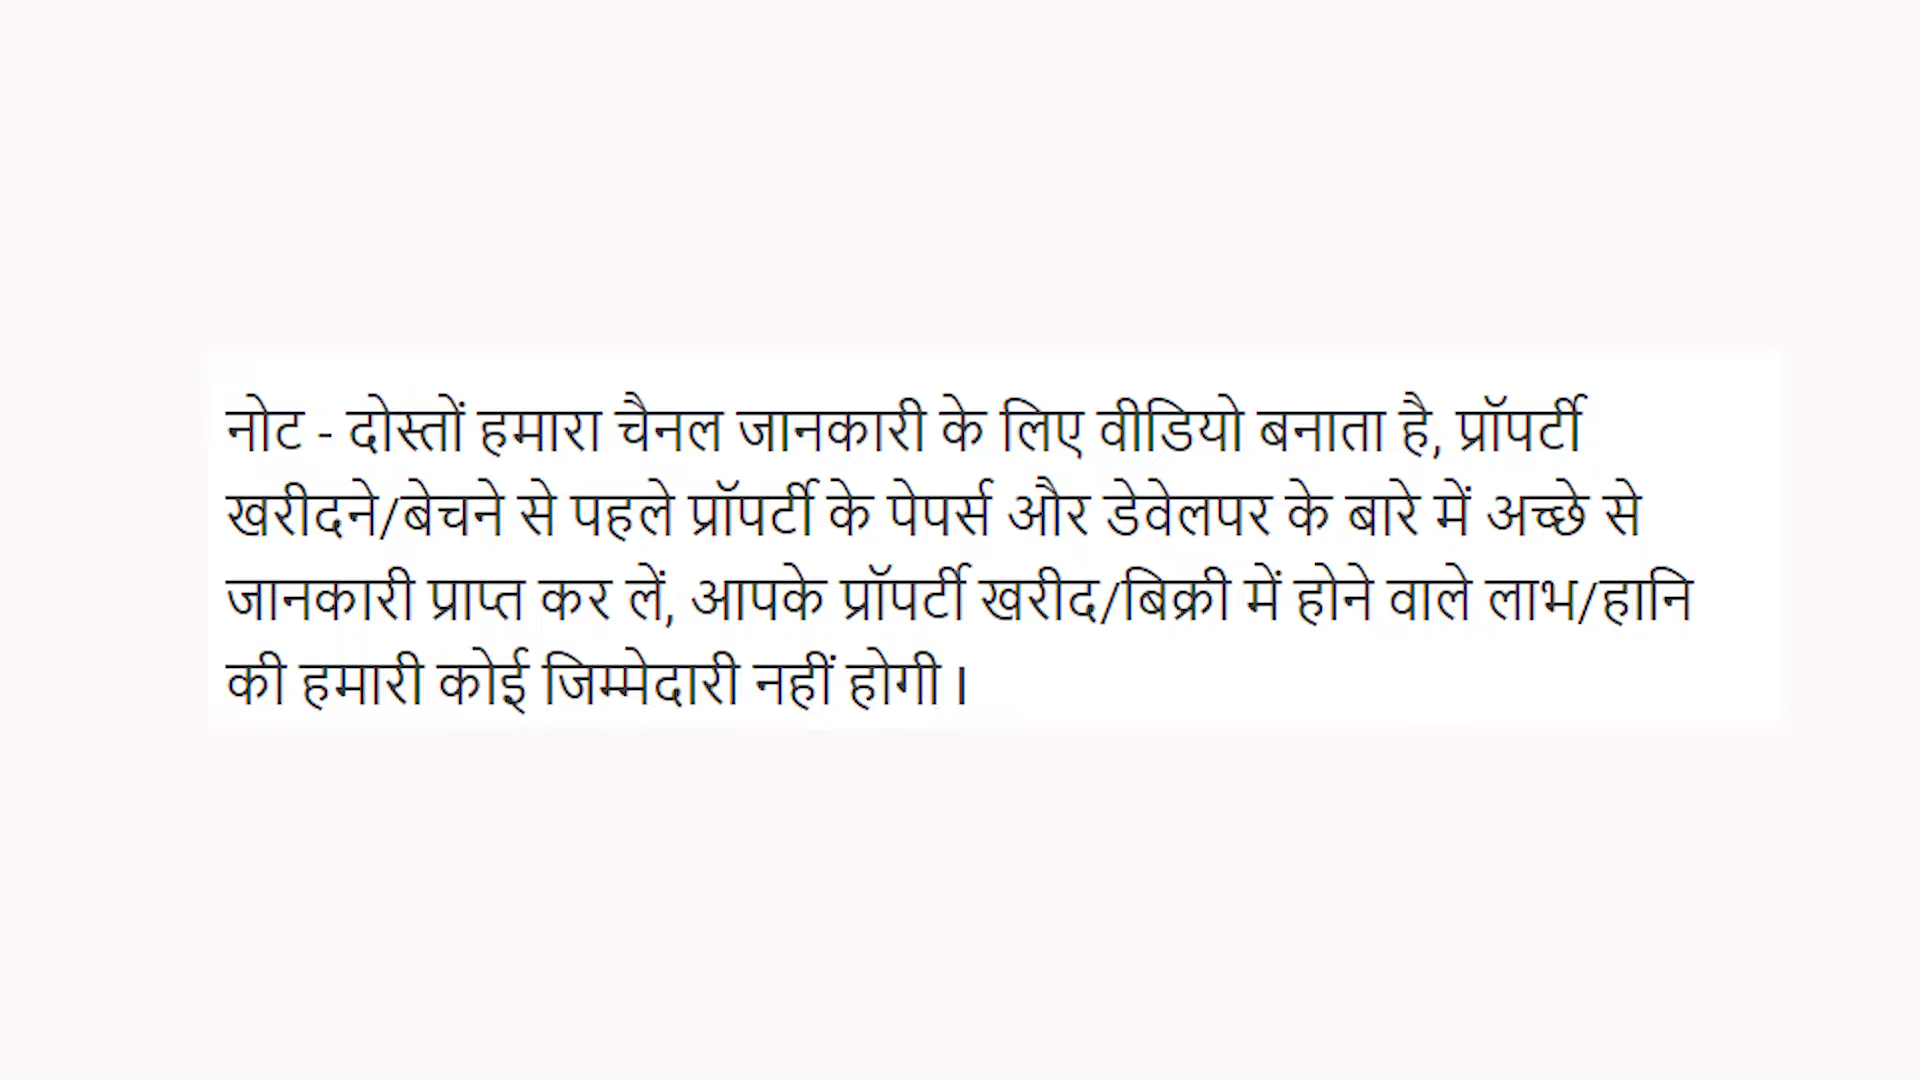 नोट - दोस्तों हमारा चैनल जानकारी के लिए वीडियो बनाता है, प्रॉपर्टी
खरीदने/बेचने से पहले प्रॉपर्टी के पेपर्स और डेवेलपर के बारे में अच्छे से
जानकारी प्राप्त कर लें, आपके प्रॉपर्टी खरीद/बिक्री में होने वाले लाभ/हानि
की हमारी कोई जिम्मेदारी नहीं होगी।